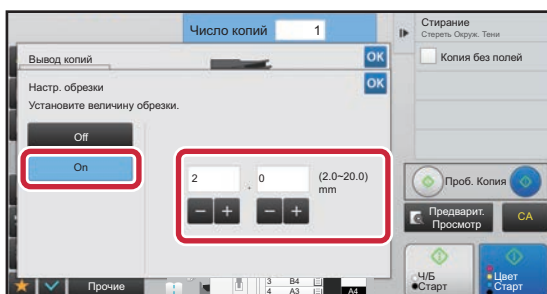 Число копий 1
Стирание
Стереть Окруж. Тени
Вывод копий
OK
Копия без полей
Настр. обрезки
OK
Установите величину обрезки.
Off
On
2 . 0 (2.0~20.0)
mm
− + − +
Проб. Копия
Предварит.
Просмотр
CA
Ч/Б
Старт
Цвет
Старт
Прочие
3 B4
4 A3
A4